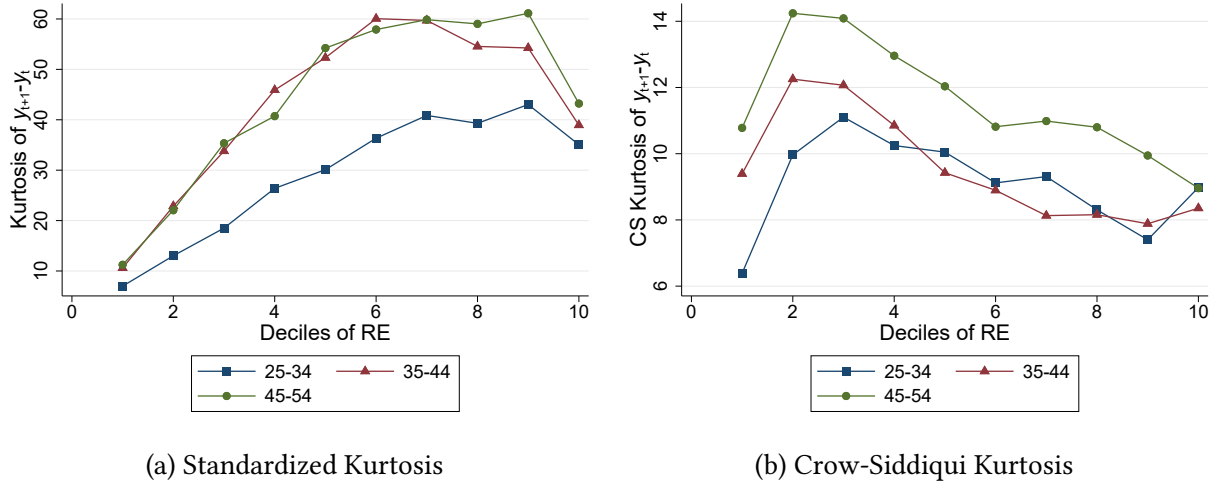 Kurtosis of y_{t+1}-y_t
60
50
40
30
20
10
0 2 4 6 8 10
Deciles of RE
25-34 35-44
45-54
(a) Standardized Kurtosis
CS Kurtosis of y_{t+1}-y_t
14
12
10
8
6
0 2 4 6 8 10
Deciles of RE
25-34 35-44
45-54
(b) Crow-Siddiqui Kurtosis